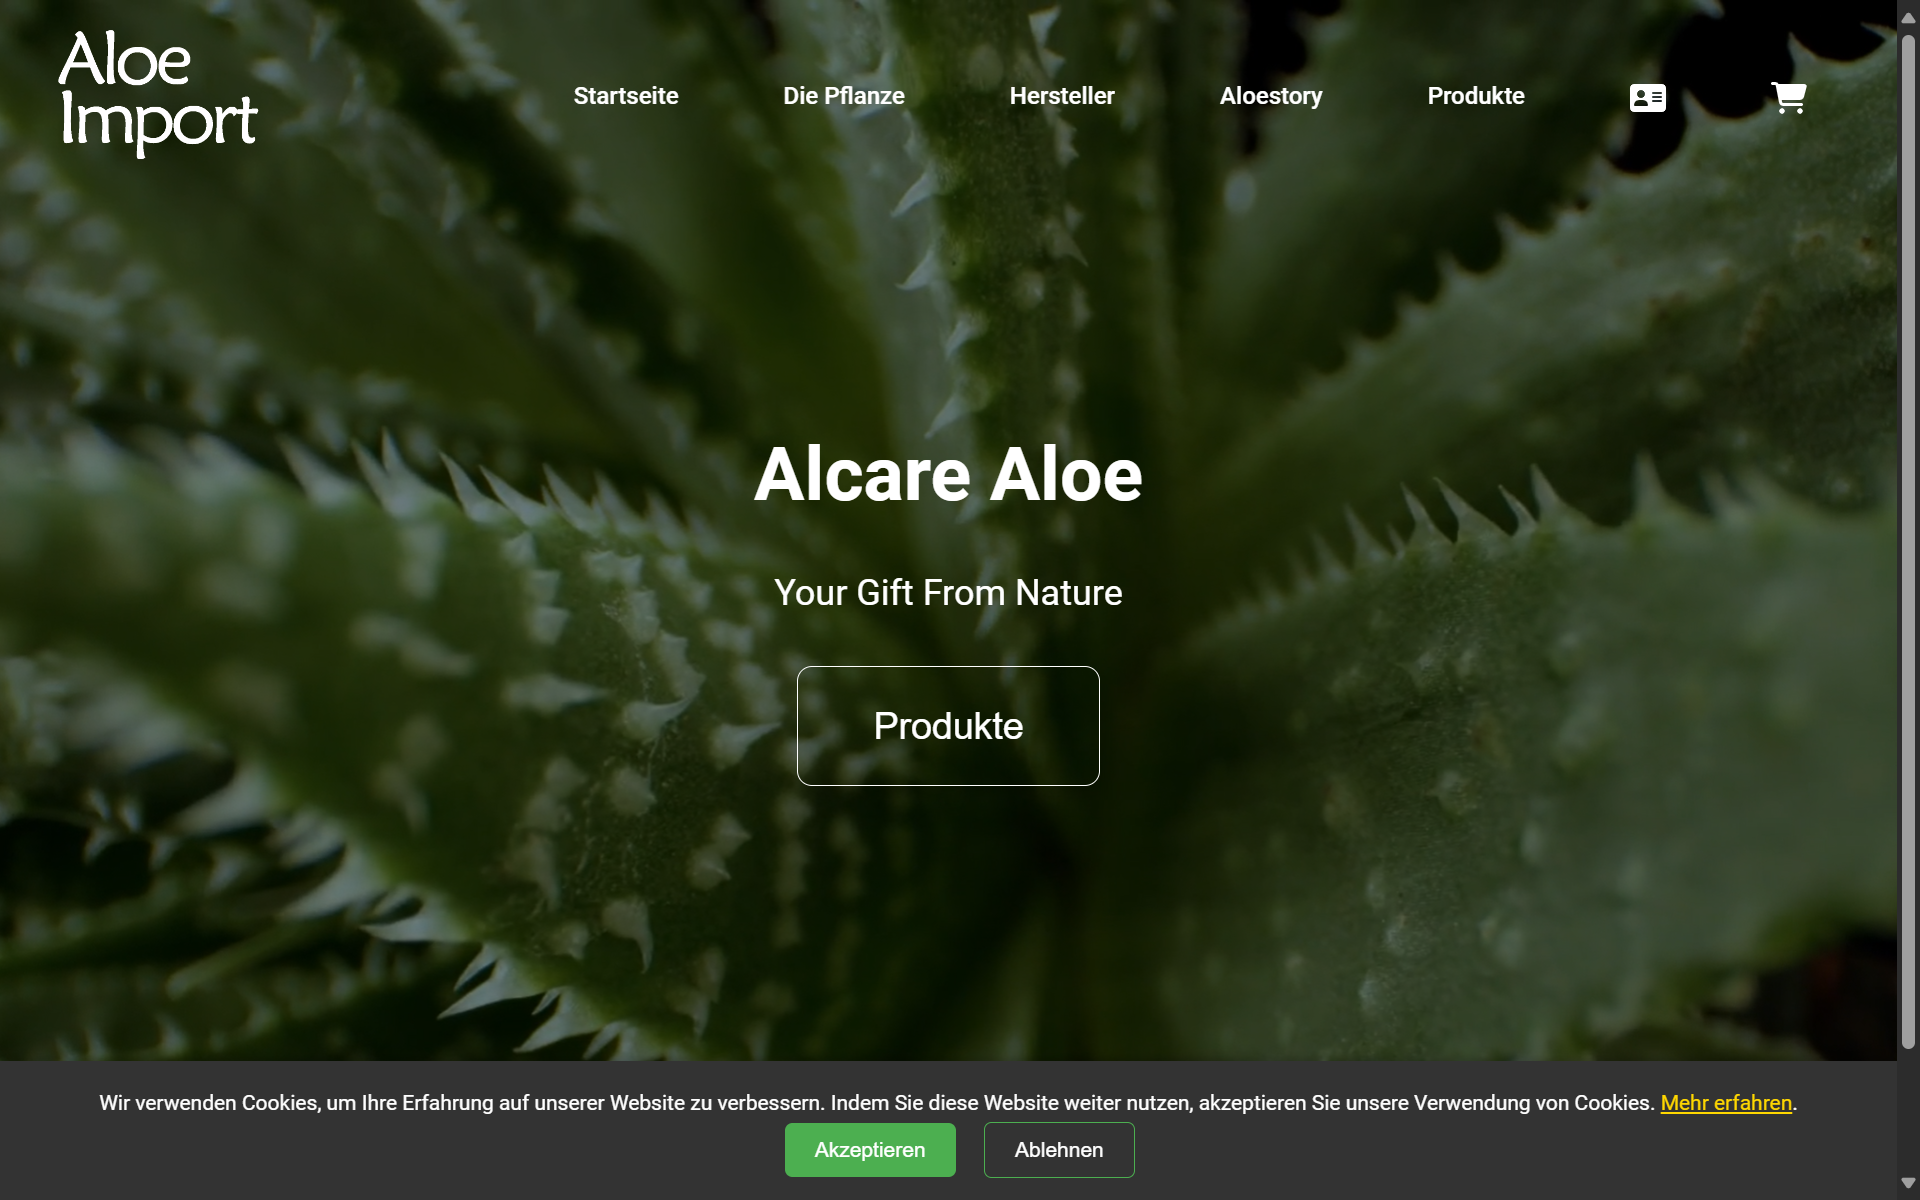 Aloe
Import
Startseite
Die Pflanze
Hersteller
Aloestory
Produkte
Alcare Aloe
Your Gift From Nature
Produkte
Wir verwenden Cookies, um Ihre Erfahrung auf unserer Website zu verbessern. Indem Sie diese Website weiter nutzen, akzeptieren Sie unsere Verwendung von Cookies. Mehr erfahren.
Akzeptieren
Ablehnen